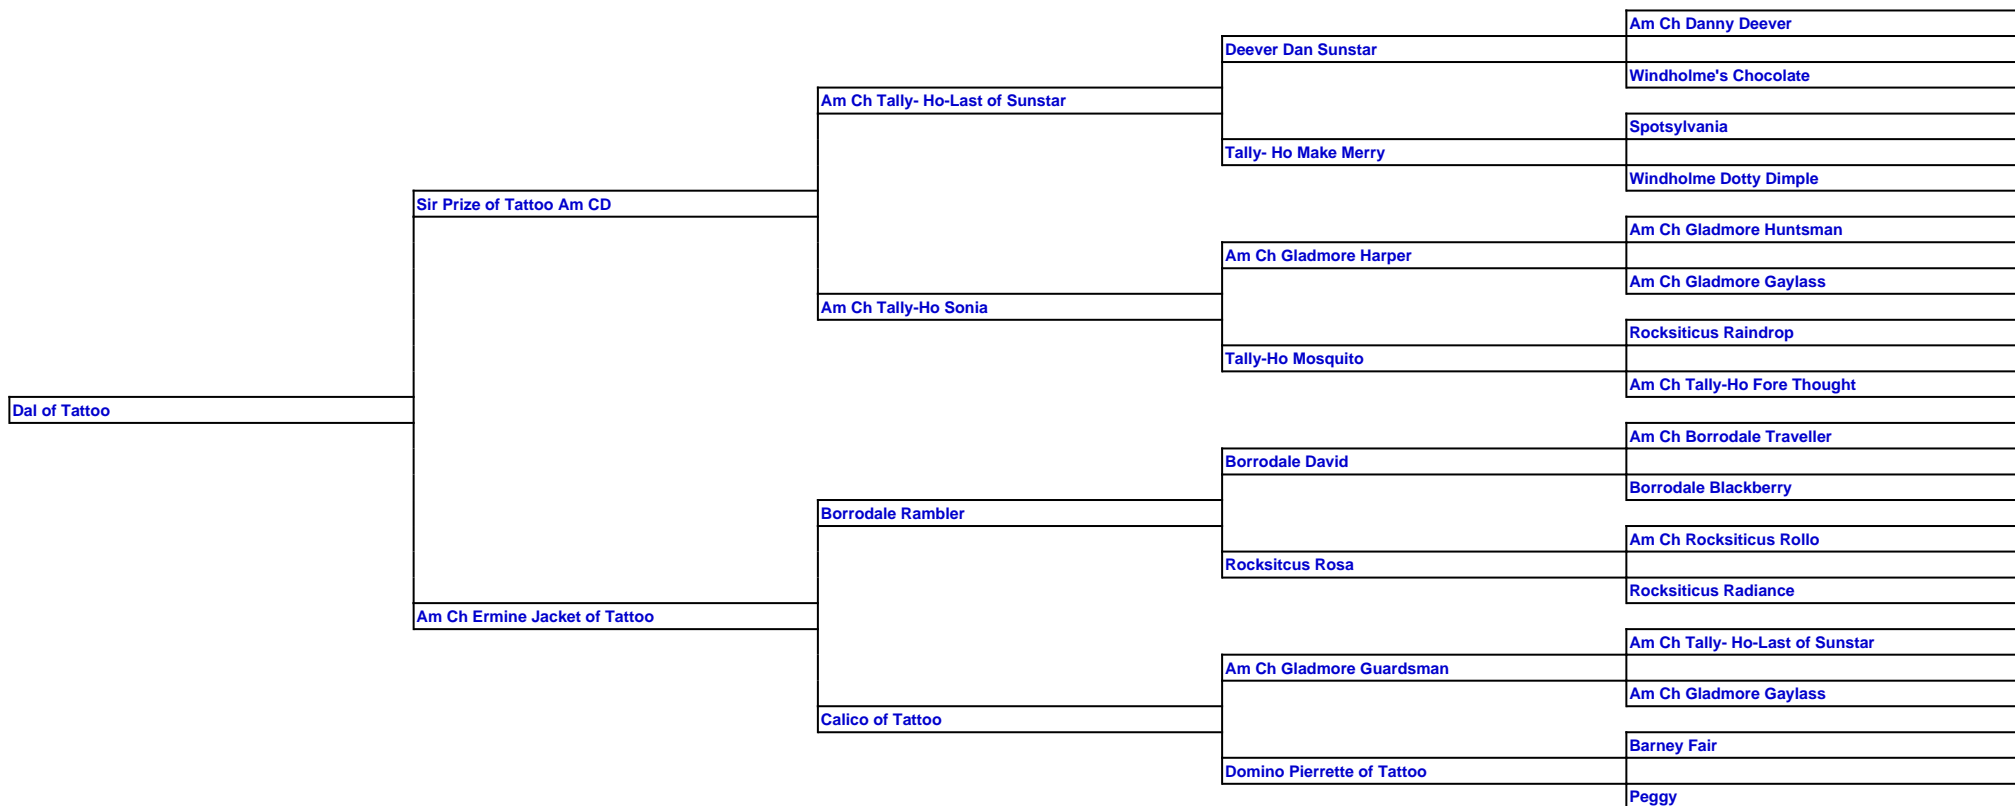 Am Ch Danny Deever
Deever Dan Sunstar
Windholme's Chocolate
Am Ch Tally- Ho-Last of Sunstar
Spotsylvania
Tally- Ho Make Merry
Windholme Dotty Dimple
Sir Prize of Tattoo Am CD
Am Ch Gladmore Huntsman
Am Ch Gladmore Harper
Am Ch Gladmore Gaylass
Am Ch Tally-Ho Sonia
Rocksiticus Raindrop
Tally-Ho Mosquito
Am Ch Tally-Ho Fore Thought
Dal of Tattoo
Am Ch Borrodale Traveller
Borrodale David
Borrodale Blackberry
Borrodale Rambler
Am Ch Rocksiticus Rollo
Rocksitcus Rosa
Rocksiticus Radiance
Am Ch Ermine Jacket of Tattoo
Am Ch Tally- Ho-Last of Sunstar
Am Ch Gladmore Guardsman
Am Ch Gladmore Gaylass
Calico of Tattoo
Barney Fair
Domino Pierrette of Tattoo
Peggy